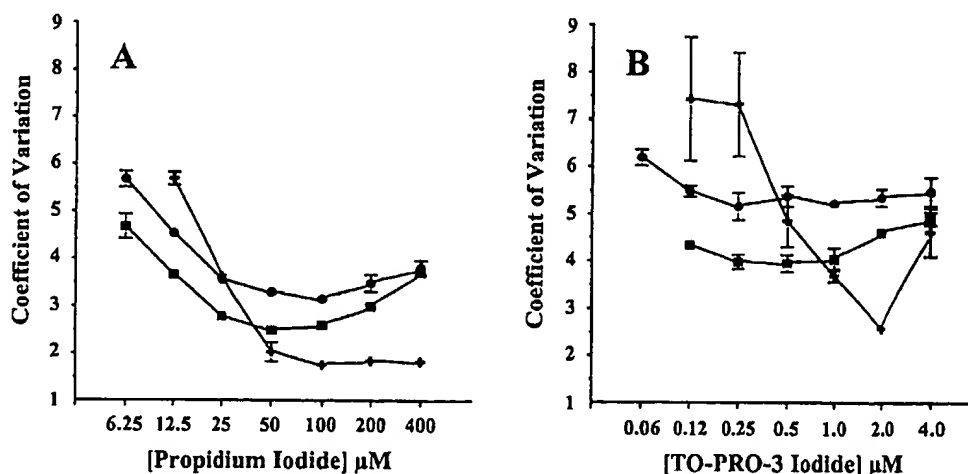 A
Coefficient of Variation
9
8
7
6
5
4
3
2
1
6.25 12.5 25 50 100 200 400
[Propidium Iodide] µM
B
Coefficient of Variation
9
8
7
6
5
4
3
2
1
0.06 0.12 0.25 0.5 1.0 2.0 4.0
[TO-PRO-3 Iodide] µM